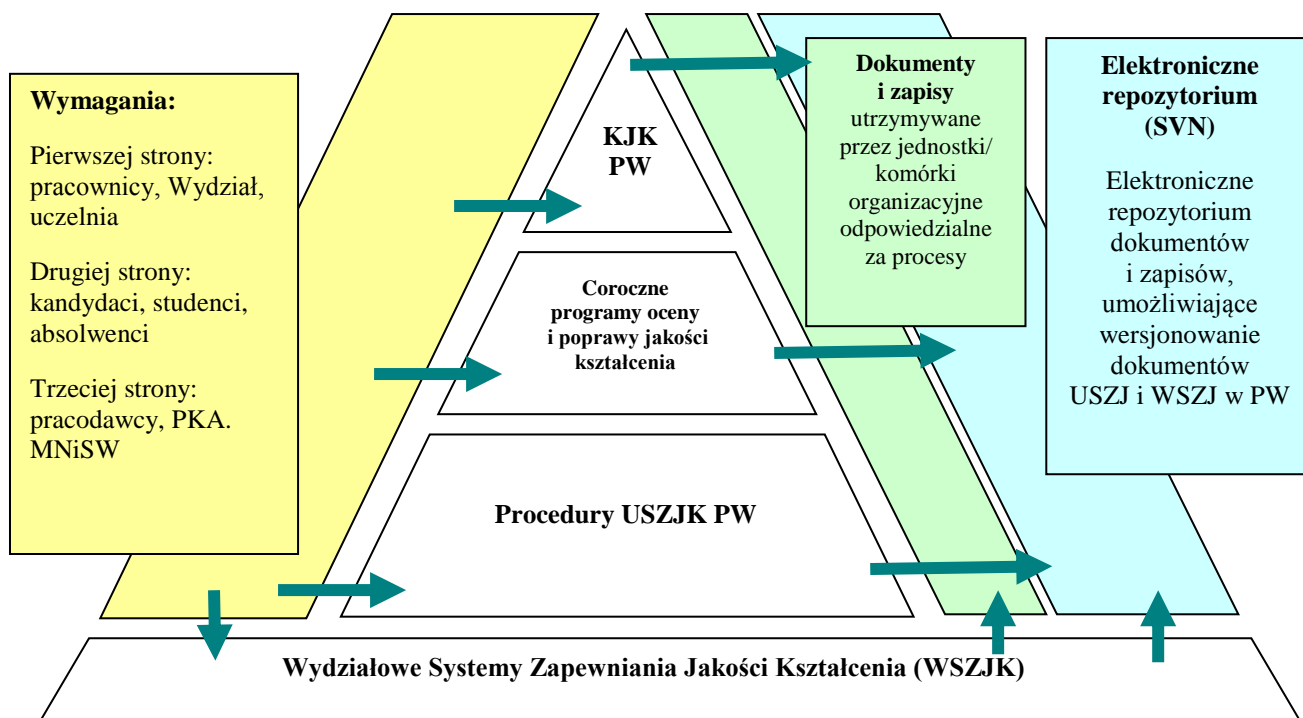 Wymagania:
Pierwszej strony:
pracownicy, Wydział,
uczelnia
Drugiej strony:
kandydaci, studenci,
absolwenci
Trzeciej strony:
pracodawcy, PKA.
MNiSW
KJK
PW
Coroczne
programy oceny
i poprawy jakości
kształcenia
Procedury USZJK PW
Dokumenty
i zapisy
utrzymywane
przez jednostki/
komórki
organizacyjne
odpowiedzialne
za procesy
Elektroniczne
repozytorium
(SVN)
Elektroniczne
repozytorium
dokumentów
i zapisów,
umożliwiające
wersjonowanie
dokumentów
USZJ i WSZJ w PW
Wydziałowe Systemy Zapewniania Jakości Kształcenia (WSZJK)